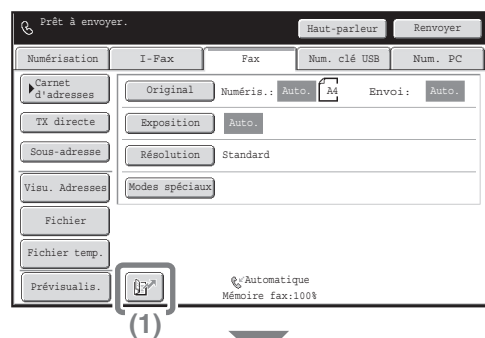 Prêt à envoyer.
Haut-parleur
Renvoyer
Numérisation
I-Fax
Fax
Num. clé USB
Num. PC
Carnet
d'adresses
Original
Numéris.:
Auto.
A4
Envoi:
Auto.
TX directe
Exposition
Auto.
Sous-adresse
Résolution
Standard
Visu. Adresses
Modes spéciaux
Fichier
Fichier temp.
Prévisualis.
Automatique
Mémoire fax:100%
(1)